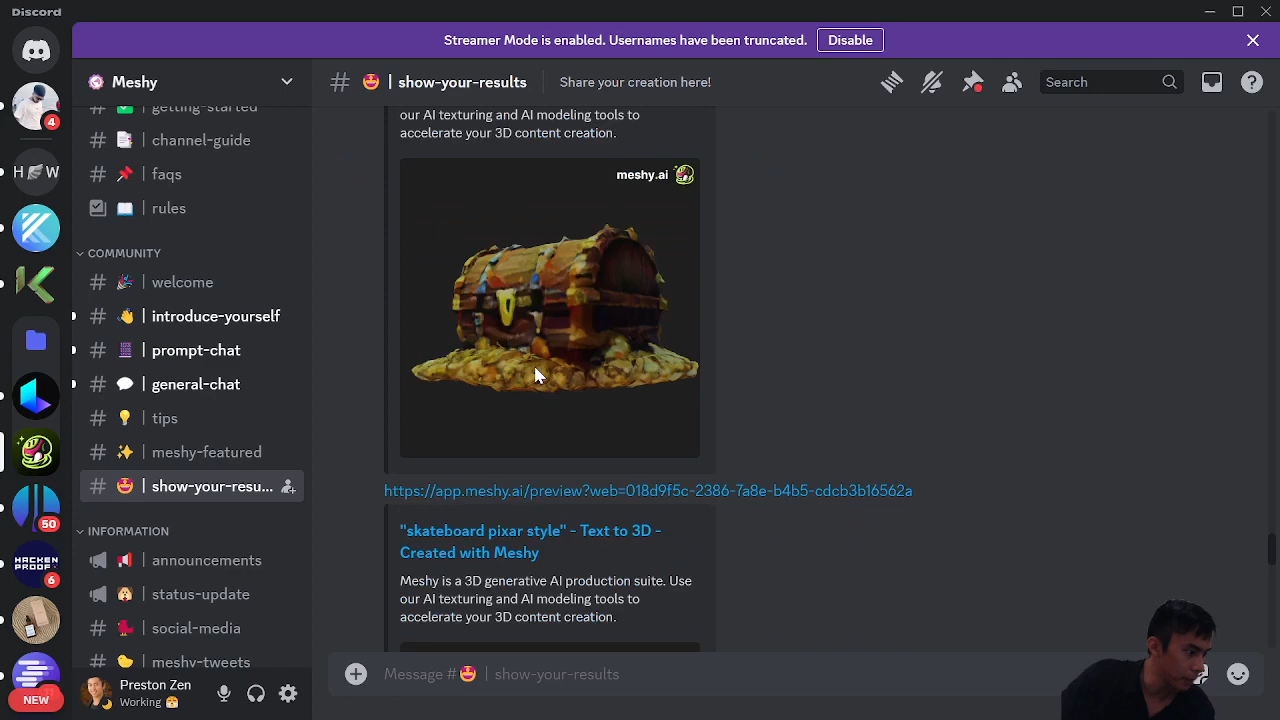 Discord
Streamer Mode is enabled. Usernames have been truncated.
Disable
Meshy
# | show-your-results
Share your creation here!
Search
4
H W
50
HACKEN
PROOF
6
NEW
# | getting-started
# | channel-guide
# | faqs
| rules
COMMUNITY
# | welcome
# | introduce-yourself
# | prompt-chat
# | general-chat
# | tips
# | meshy-featured
# | show-your-resu...
INFORMATION
| announcements
| status-update
| social-media
| meshy-tweets
Preston Zen
Working
our AI texturing and AI modeling tools to
accelerate your 3D content creation.
meshy.ai
https://app.meshy.ai/preview?web=018d9f5c-2386-7a8e-b4b5-cdcb3b16562a
"skateboard pixar style" - Text to 3D -
Created with Meshy
Meshy is a 3D generative AI production suite. Use
our AI texturing and AI modeling tools to
accelerate your 3D content creation.
Message # | show-your-results